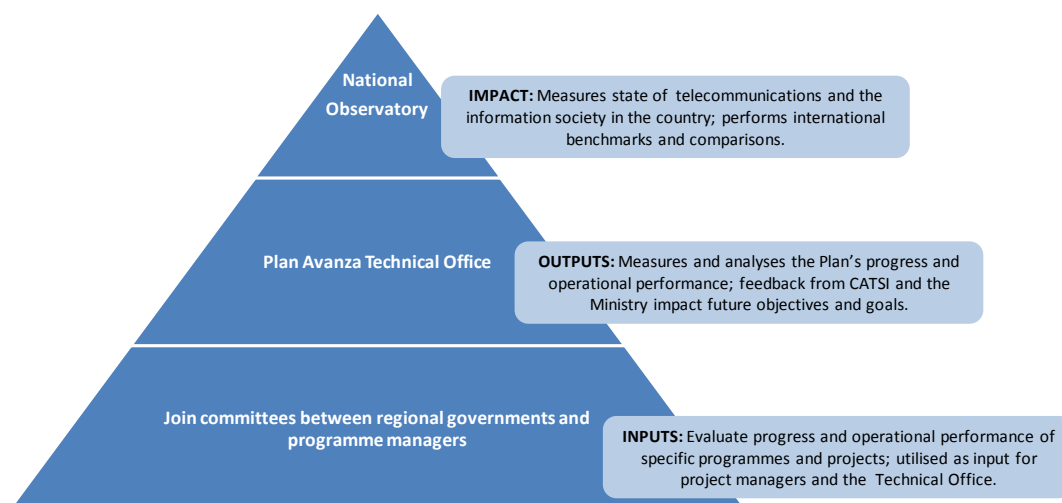 National
Observatory
IMPACT: Measures state of telecommunications and the
information society in the country; performs international
benchmarks and comparisons.
Plan Avanza Technical Office
OUTPUTS: Measures and analyses the Plan's progress and
operational performance; feedback from CATSI and the
Ministry impact future objectives and goals.
Join committees between regional governments and
programme managers
INPUTS: Evaluate progress and operational performance of
specific programmes and projects; utilised as input for
project managers and the Technical Office.